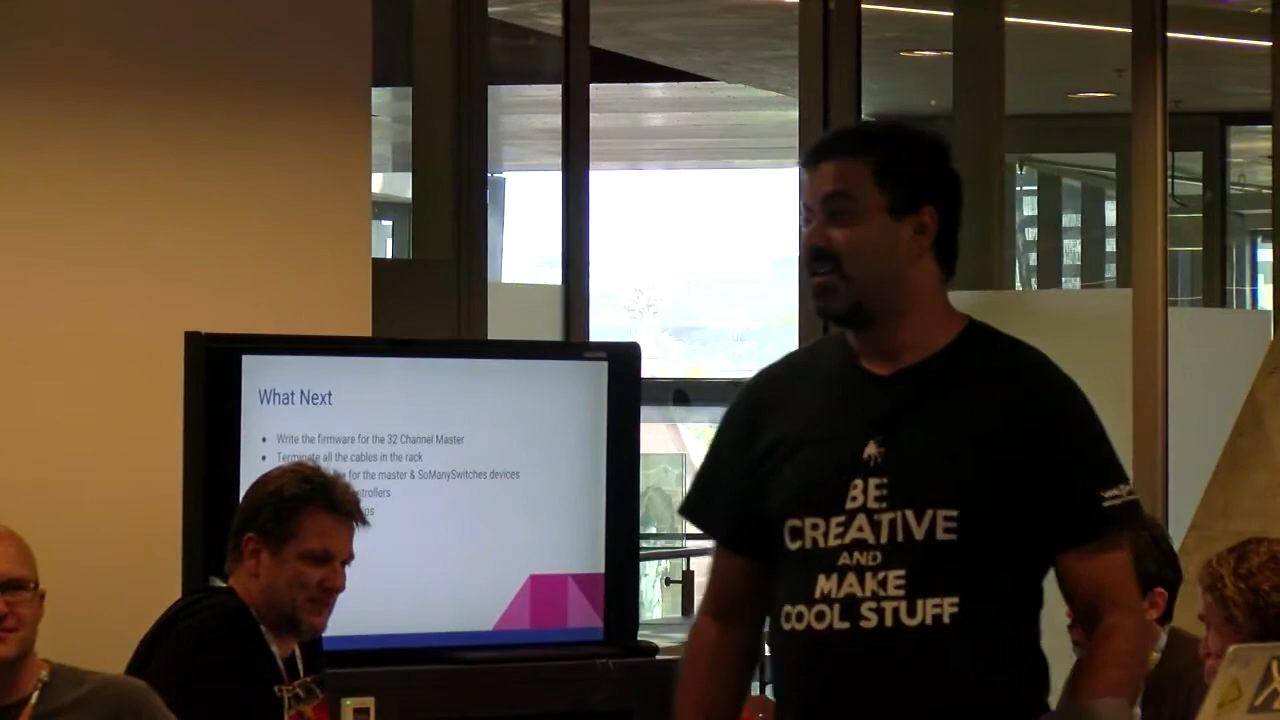 What Next
Write the firmware for the 32 Channel Master
Terminate all the cables in the rack
for the master & SoManySwitches devices
BE
CREATIVE
AND
MAKE
COOL STUFF